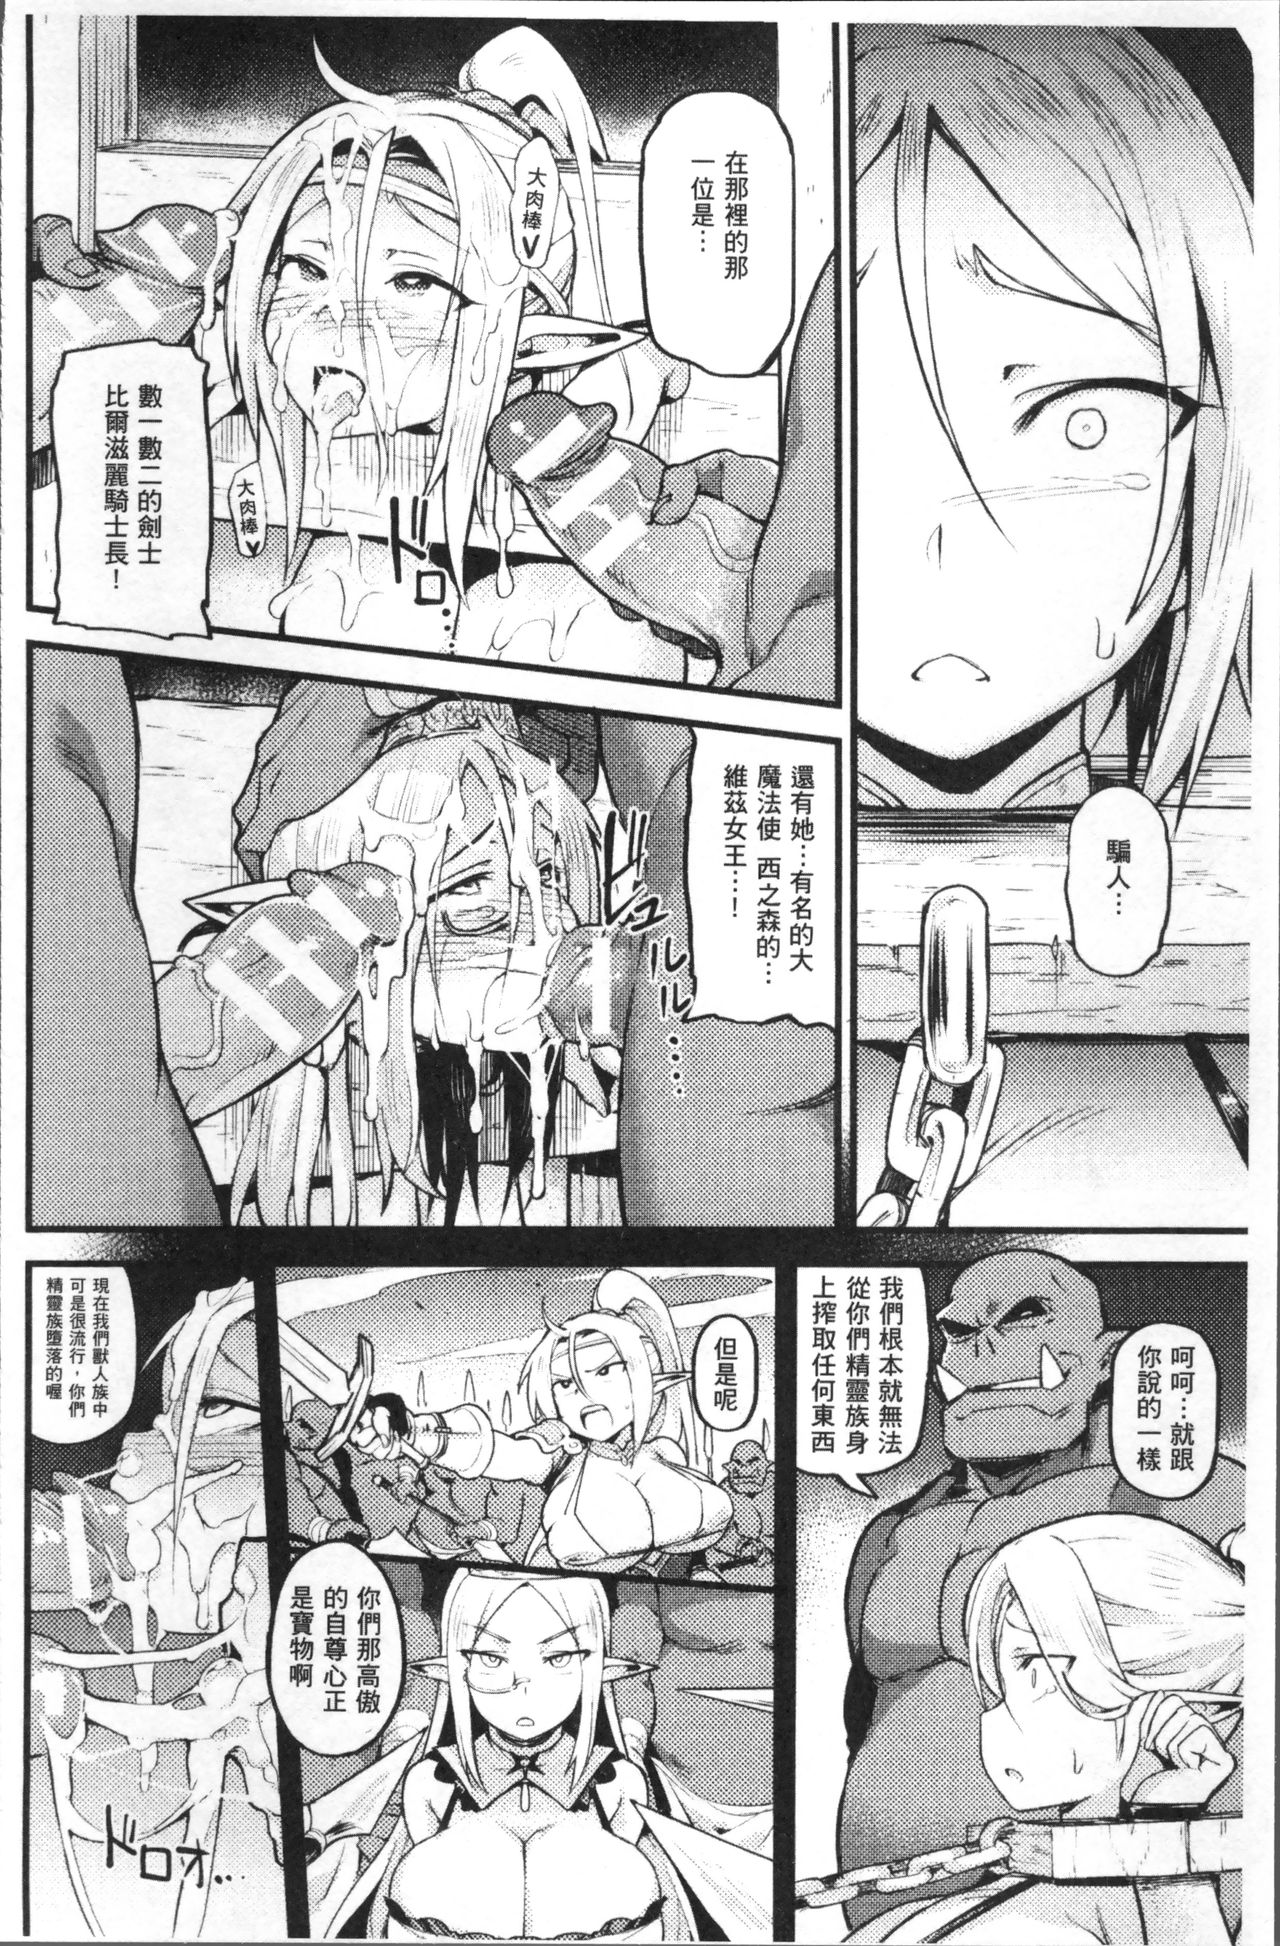 騙人…
在那裡的那
一位是…
大肉棒♥
大肉棒♥
數一數二的劍士
比爾滋麗騎士長！
ドロ…
還有她…有名的大
魔法使 西之森的…
維茲女王…！
ドビュルルル……
呵呵…就跟
你說的一樣
我們根本就無法
從你們精靈族身
上搾取任何東西
但是呢
你們那高傲
的自尊心正
是寶物啊
現在我們獸人族中
可是很流行，你們
精靈族墮落的喔
ドロォ…